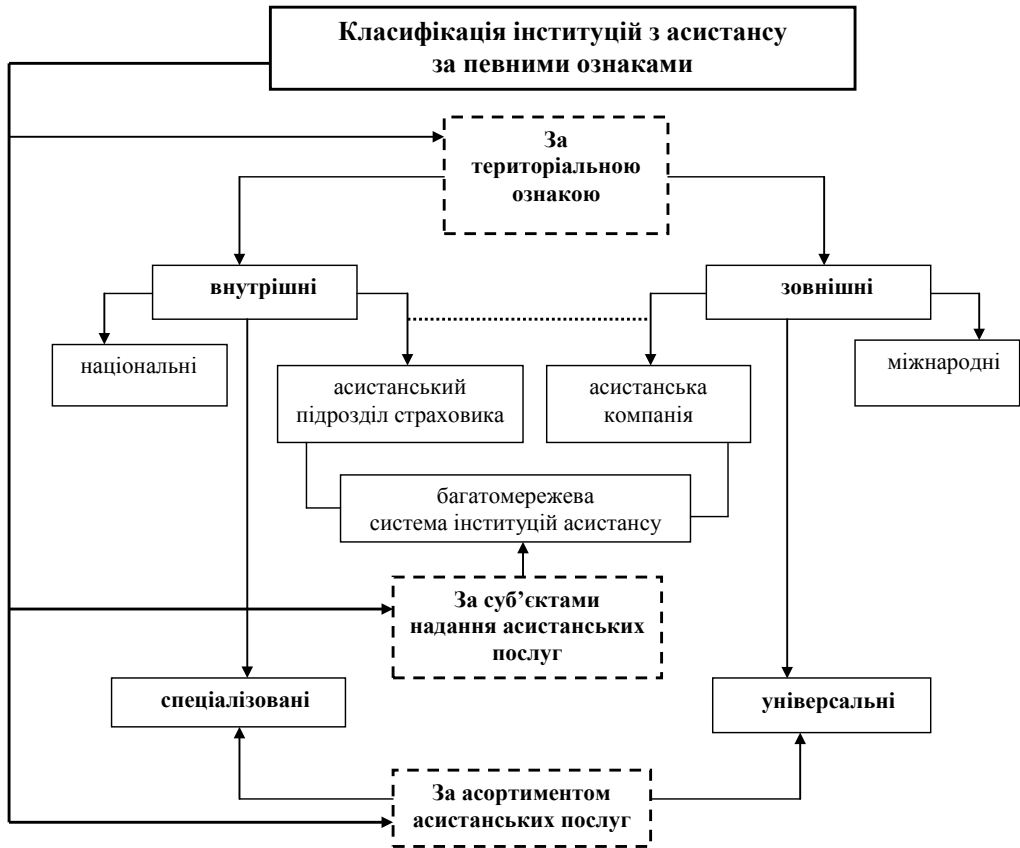 Класифікація інституцій з асистансу
за певними ознаками
За
територіальною
ознакою
внутрішні
зовнішні
національні
асистанський
підрозділ страховика
асистанська
компанія
міжнародні
багатомережева
система інституцій асистансу
За суб’єктами
надання асистанських
послуг
спеціалізовані
універсальні
За асортиментом
асистанських послуг